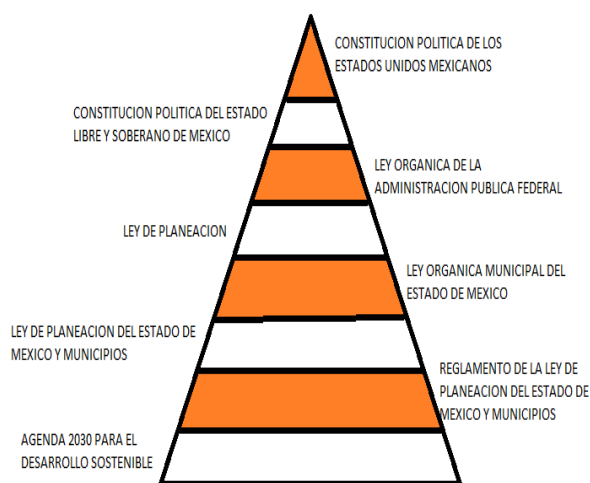 CONSTITUCION POLITICA DE LOS
ESTADOS UNIDOS MEXICANOS
CONSTITUCION POLITICA DEL ESTADO
LIBRE Y SOBERANO DE MEXICO
LEY ORGANICA DE LA
ADMINISTRACION PUBLICA FEDERAL
LEY DE PLANEACION
LEY ORGANICA MUNICIPAL DEL
ESTADO DE MEXICO
LEY DE PLANEACION DEL ESTADO DE
MEXICO Y MUNICIPIOS
REGLAMENTO DE LA LEY DE
PLANEACION DEL ESTADO DE
MEXICO Y MUNICIPIOS
AGENDA 2030 PARA EL
DESARROLLO SOSTENIBLE